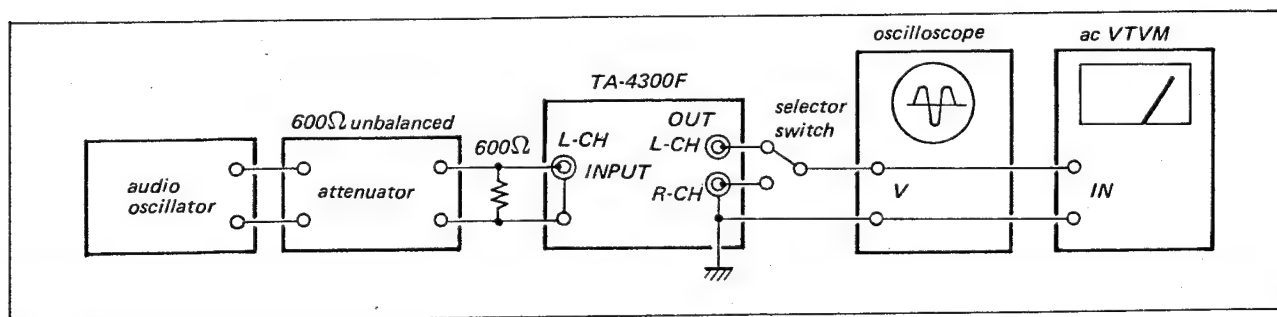 oscilloscope
ac VTVM
TA-4300F
600Ω unbalanced
600Ω
L-CH
INPUT
OUT
L-CH
R-CH
selector
switch
audio
oscillator
attenuator
V
IN